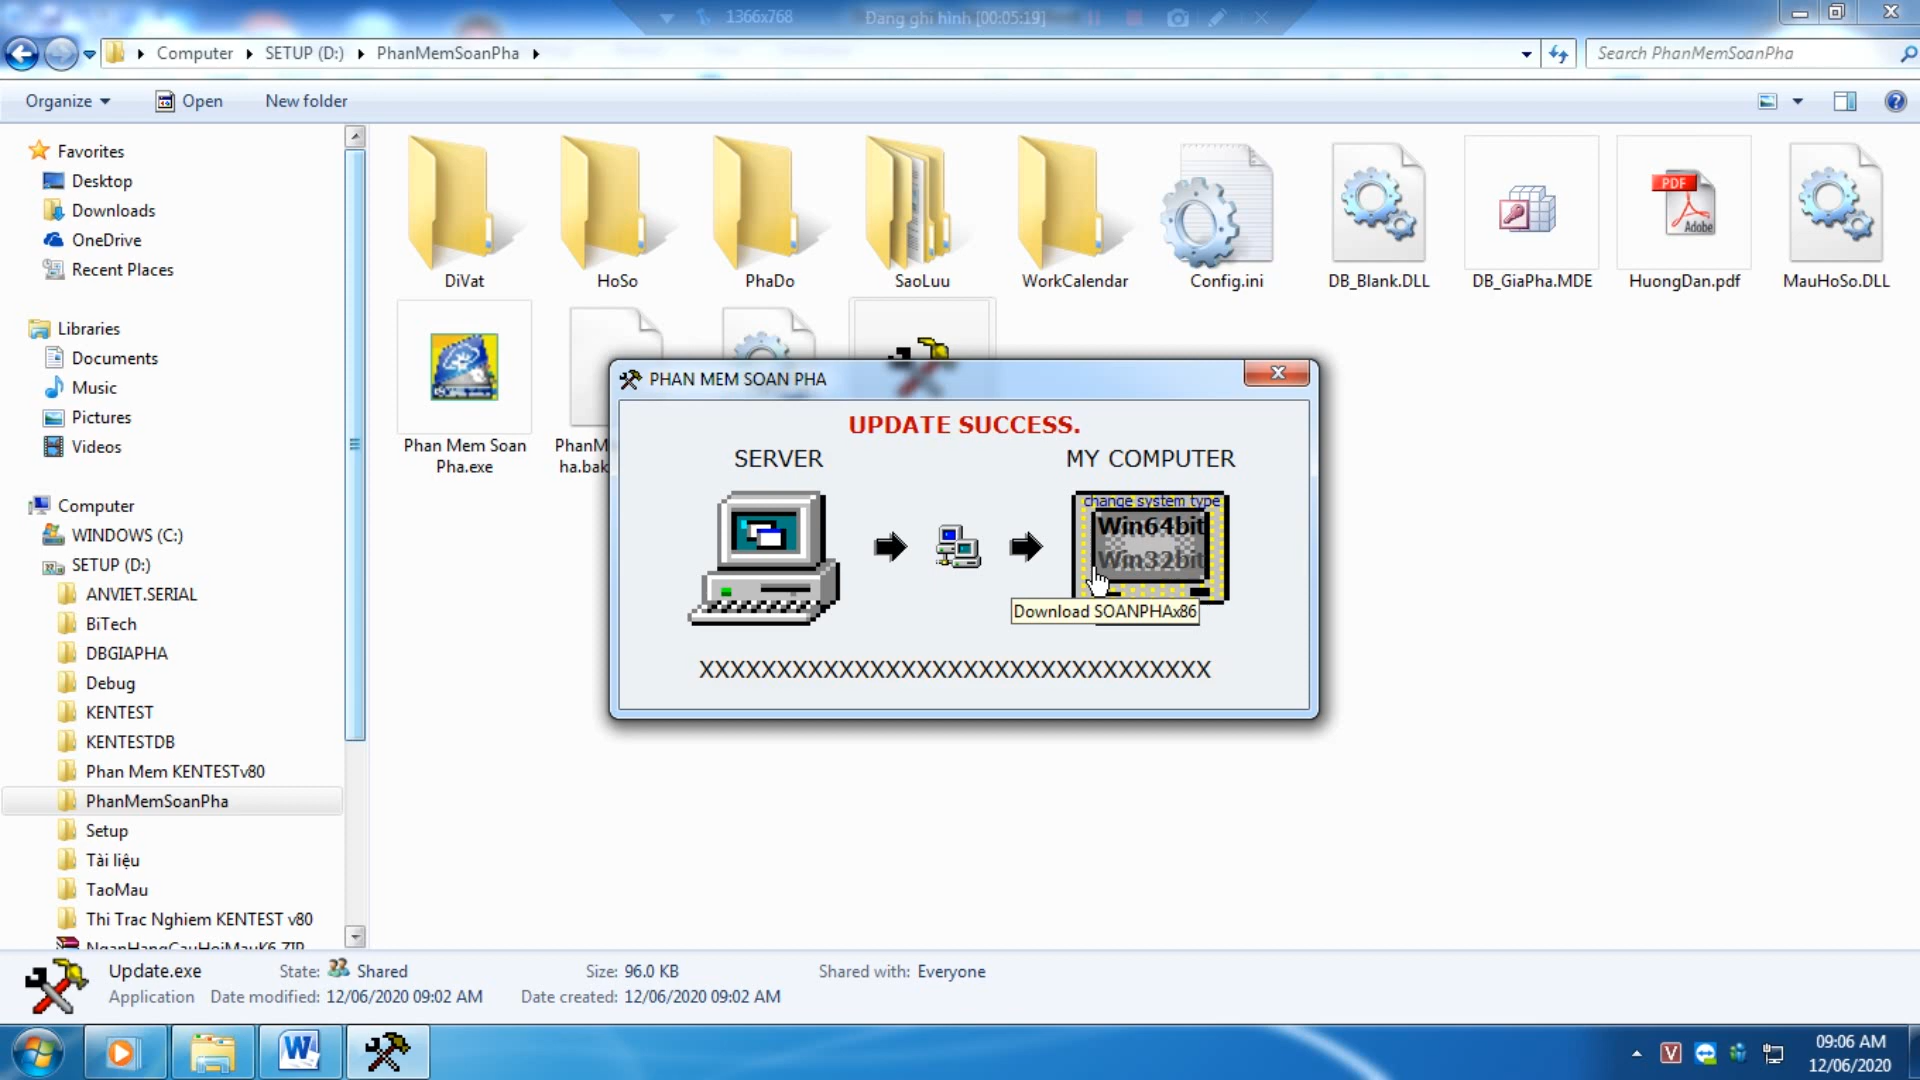 1366x768
Đang ghi hình [00:05:19]
Computer
SETUP (D:)
PhanMemSoanPha
Search PhanMemSoanPha
Organize
Open
New folder
Favorites
Desktop
Downloads
OneDrive
Recent Places
Libraries
Documents
Music
Pictures
Videos
Computer
WINDOWS (C:)
SETUP (D:)
ANVIET.SERIAL
BiTech
DBGIAPHA
Debug
KENTEST
KENTESTDB
Phan Mem KENTESTv80
PhanMemSoanPha
Setup
Tài liệu
TaoMau
Thi Trac Nghiem KENTEST v80
NganHangCauHoiMauK6.ZIP
DiVat
HoSo
PhaDo
SaoLuu
WorkCalendar
Config.ini
DB_Blank.DLL
DB_GiaPha.MDE
PDF
Adobe
HuongDan.pdf
MauHoSo.DLL
Phan Mem Soan
Pha.exe
PhanM
ha.bak
PHAN MEM SOAN PHA
UPDATE SUCCESS.
SERVER
MY COMPUTER
change system type
Win64bit
Win32bit
Download SOANPHAx86
XXXXXXXXXXXXXXXXXXXXXXXXXXXXXXXXX
Update.exe
State: Shared
Size: 96.0 KB
Shared with: Everyone
Application
Date modified: 12/06/2020 09:02 AM
Date created: 12/06/2020 09:02 AM
09:06 AM
12/06/2020